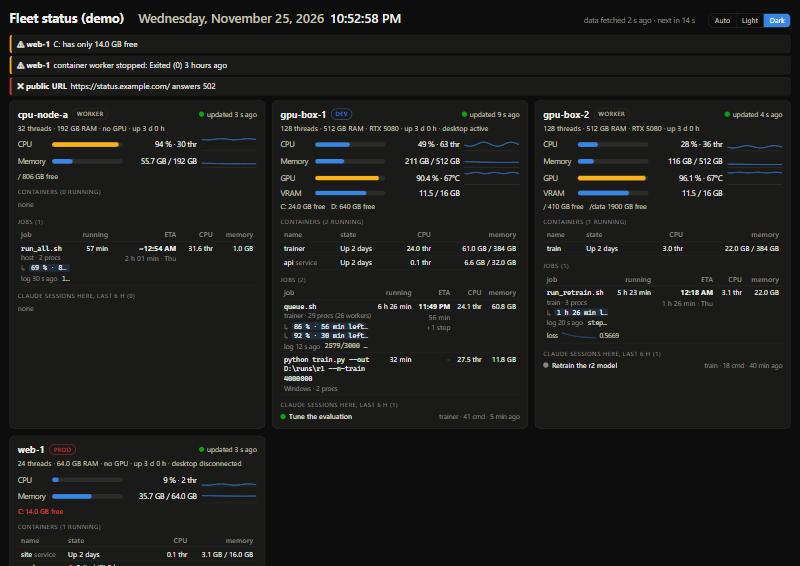 Fleet status (demo) Wednesday, November 25, 2026 10:52:58 PM data fetched 2 s ago · next in 14 s Auto Light Dark
⚠ web-1 C: has only 14.0 GB free
⚠ web-1 container worker stopped: Exited (0) 3 hours ago
✕ public URL https://status.example.com/ answers 502
cpu-node-a WORKER updated 3 s ago
32 threads · 192 GB RAM · no GPU · up 3 d 0 h
CPU 94 % · 30 thr
Memory 55.7 GB / 192 GB
/ 806 GB free
CONTAINERS (0 RUNNING)
none
JOBS (1)
job running ETA CPU memory
run_all.sh 57 min ~12:54 AM 31.6 thr 1.0 GB
host · 2 procs 2 h 01 min · Thu
↳ 69 % · 8…
log 30 s ago 1…
CLAUDE SESSIONS HERE, LAST 6 H (0)
none
gpu-box-1 DEV updated 9 s ago
128 threads · 512 GB RAM · RTX 5080 · up 3 d 0 h · desktop active
CPU 49 % · 63 thr
Memory 211 GB / 512 GB
GPU 90.4 % · 67°C
VRAM 11.5 / 16 GB
C: 24.0 GB free D: 640 GB free
CONTAINERS (2 RUNNING)
name state CPU memory
trainer Up 2 days 24.0 thr 61.0 GB / 384 GB
api service Up 2 days 0.1 thr 6.6 GB / 32.0 GB
JOBS (2)
job running ETA CPU memory
queue.sh 6 h 26 min 11:49 PM 24.1 thr 60.8 GB
trainer · 29 procs (26 workers) 56 min
↳ 86 % · 56 min left… +1 step
↳ 92 % · 30 min left…
log 12 s ago 2579/3000 …
python train.py --out 32 min – 27.5 thr 11.8 GB
D:\runs\r1 --n-train
4000000
Windows · 2 procs
CLAUDE SESSIONS HERE, LAST 6 H (1)
Tune the evaluation trainer · 41 cmd · 5 min ago
gpu-box-2 WORKER updated 4 s ago
128 threads · 512 GB RAM · RTX 5080 · up 3 d 0 h
CPU 28 % · 36 thr
Memory 116 GB / 512 GB
GPU 96.1 % · 67°C
VRAM 11.5 / 16 GB
/ 410 GB free /data 1900 GB free
CONTAINERS (1 RUNNING)
name state CPU memory
train Up 2 days 3.0 thr 22.0 GB / 384 GB
JOBS (1)
job running ETA CPU memory
run_retrain.sh 5 h 23 min 12:18 AM 3.1 thr 22.0 GB
train · 3 procs 1 h 26 min · Thu
↳ 1 h 26 min l…
log 20 s ago step…
loss 0.5669
CLAUDE SESSIONS HERE, LAST 6 H (1)
Retrain the r2 model train · 18 cmd · 40 min ago
web-1 PROD updated 3 s ago
24 threads · 64.0 GB RAM · no GPU · up 3 d 0 h · desktop disconnected
CPU 9 % · 2 thr
Memory 35.7 GB / 64.0 GB
C: 14.0 GB free
CONTAINERS (1 RUNNING)
name state CPU memory
site service Up 2 days 0.1 thr 3.1 GB / 16.0 GB